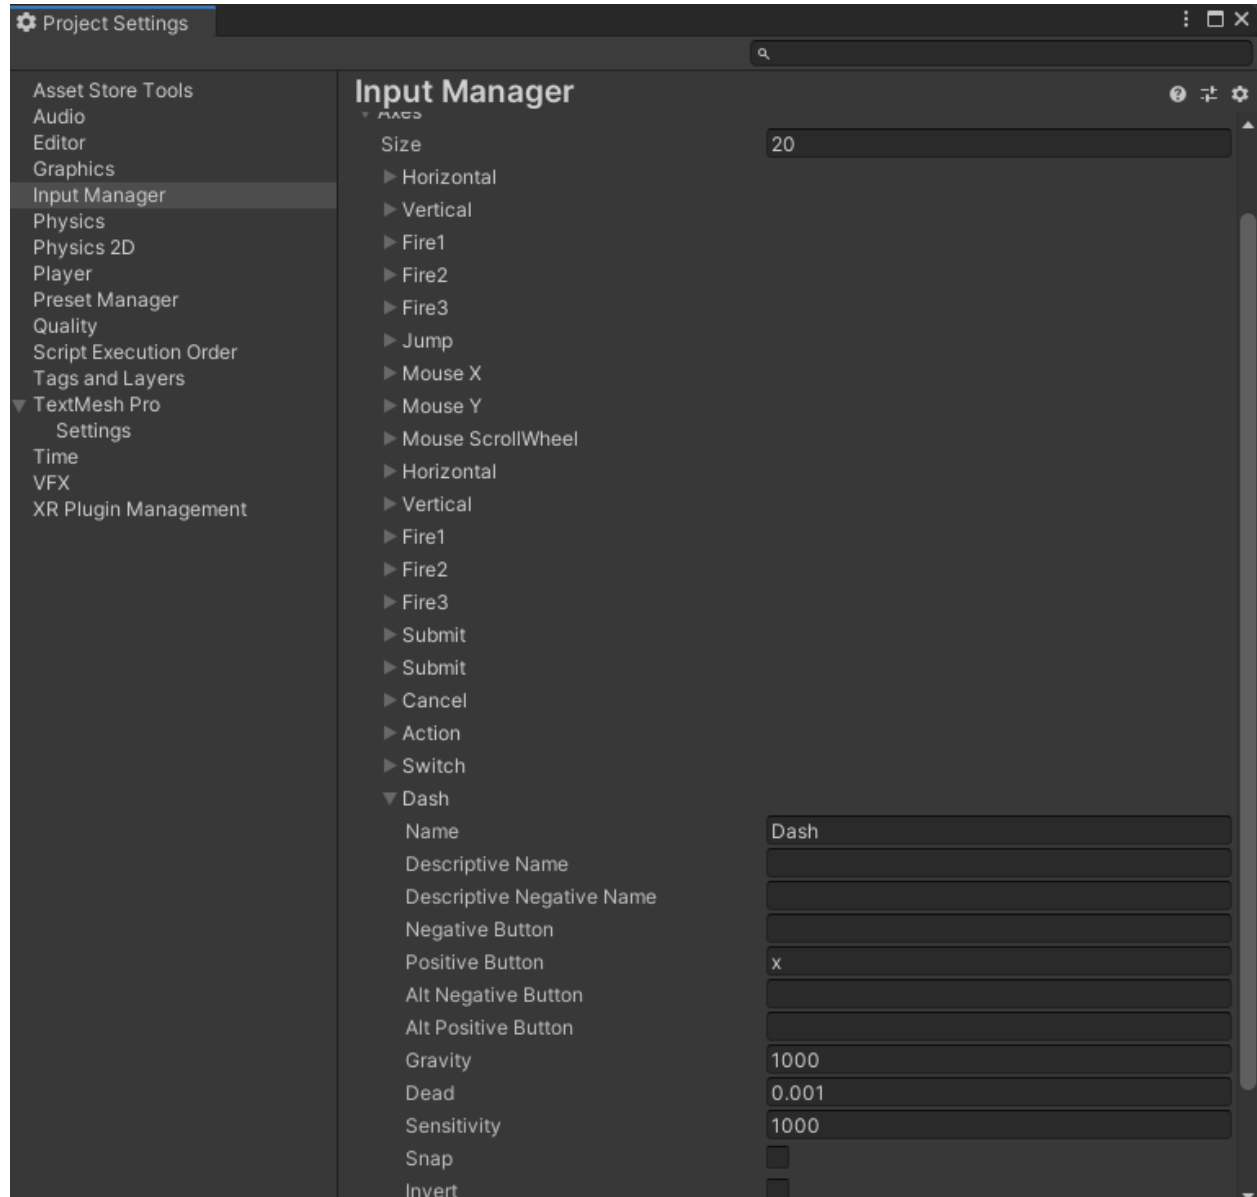 Project Settings
Asset Store Tools
Audio
Editor
Graphics
Input Manager
Physics
Physics 2D
Player
Preset Manager
Quality
Script Execution Order
Tags and Layers
TextMesh Pro
Settings
Time
VFX
XR Plugin Management
Input Manager
Axes
Size 20
Horizontal
Vertical
Fire1
Fire2
Fire3
Jump
Mouse X
Mouse Y
Mouse ScrollWheel
Horizontal
Vertical
Fire1
Fire2
Fire3
Submit
Submit
Cancel
Action
Switch
Dash
Name Dash
Descriptive Name
Descriptive Negative Name
Negative Button
Positive Button x
Alt Negative Button
Alt Positive Button
Gravity 1000
Dead 0.001
Sensitivity 1000
Snap
Invert